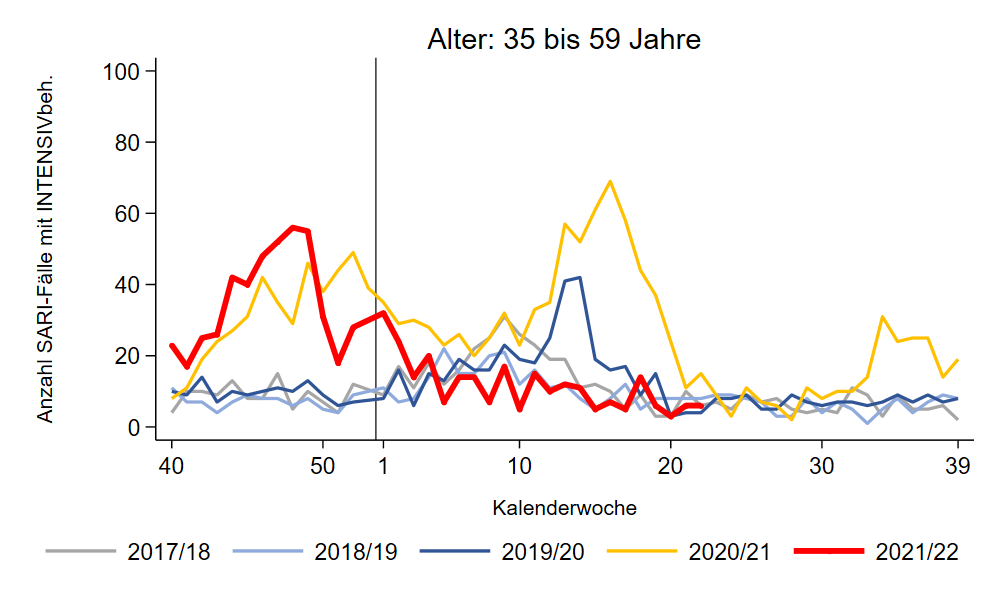 Alter: 35 bis 59 Jahre
Anzahl SARI-Fälle mit INTENSIVbeh.
100
80
60
40
20
0
40 50 1 10 20 30 39
Kalenderwoche
2017/18 2018/19 2019/20 2020/21 2021/22